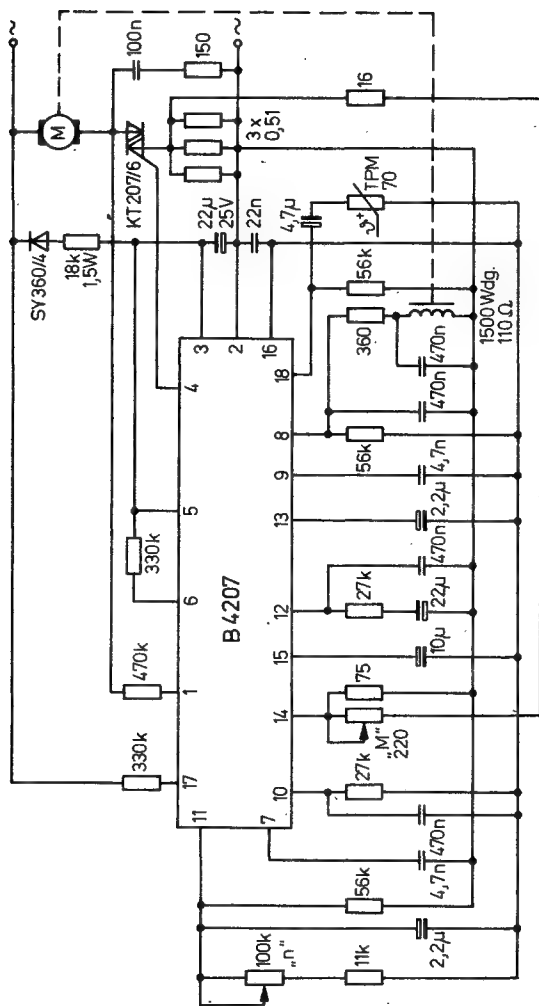 ~
~
M
100n
150
KT207/6
3 x
0,51
16
SY360/4
18k
1,5W
22µ
25V
22n
4,7µ
TPM
70
ϑ+
56k
360
1500 Wdg.
110 Ω
470n
470n
56k
4,7n
2,2µ
470n
27k
22µ
10µ
75
„M"
220
27k
470n
4,7n
56k
2,2µ
11k
100k
„n"
330k
470k
330k
B 4207
3
2
16
4
18
5
8
9
6
13
12
1
15
14
17
10
11
7